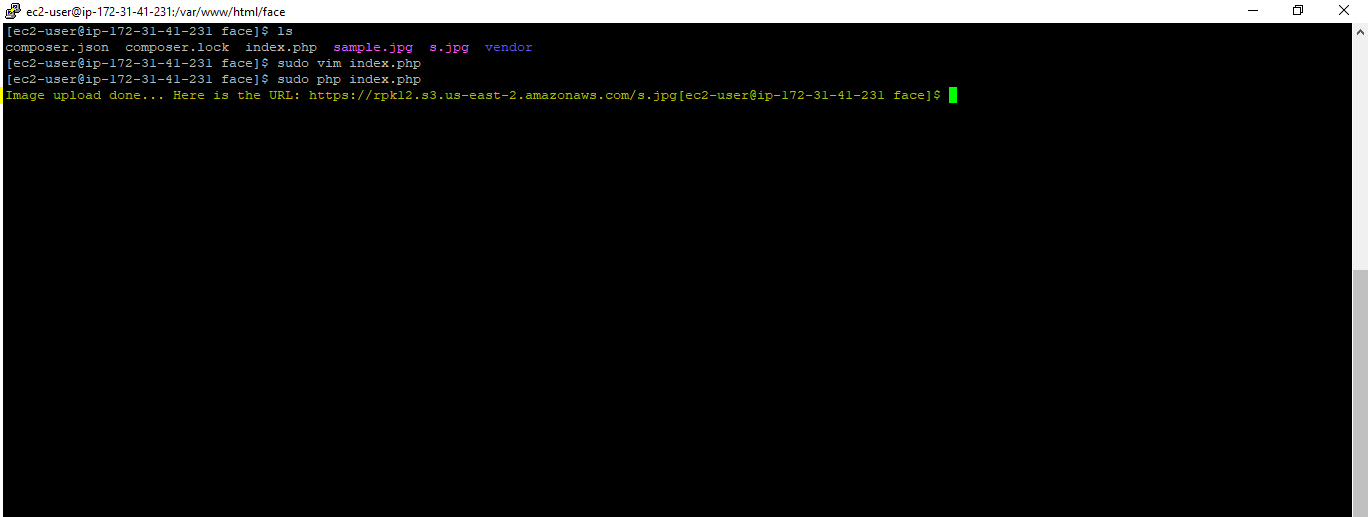 ec2-user@ip-172-31-41-231:/var/www/html/face
[ec2-user@ip-172-31-41-231 face]$ ls
composer.json  composer.lock  index.php  sample.jpg  s.jpg  vendor
[ec2-user@ip-172-31-41-231 face]$ sudo vim index.php
[ec2-user@ip-172-31-41-231 face]$ sudo php index.php
Image upload done... Here is the URL: https://rpk12.s3.us-east-2.amazonaws.com/s.jpg[ec2-user@ip-172-31-41-231 face]$